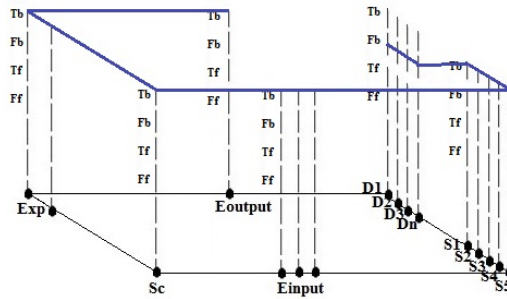 Tb Tb Tb
Fb Fb Fb
Tf Tf Tf
Ff Ff Ff
Tb Tb Tb
Fb Fb Fb
Tf Tf Tf
Ff Ff Ff
D1
D2
D3
Dn
Exp Eoutput
S1
S2
S3
S4
S5
Sc Einput